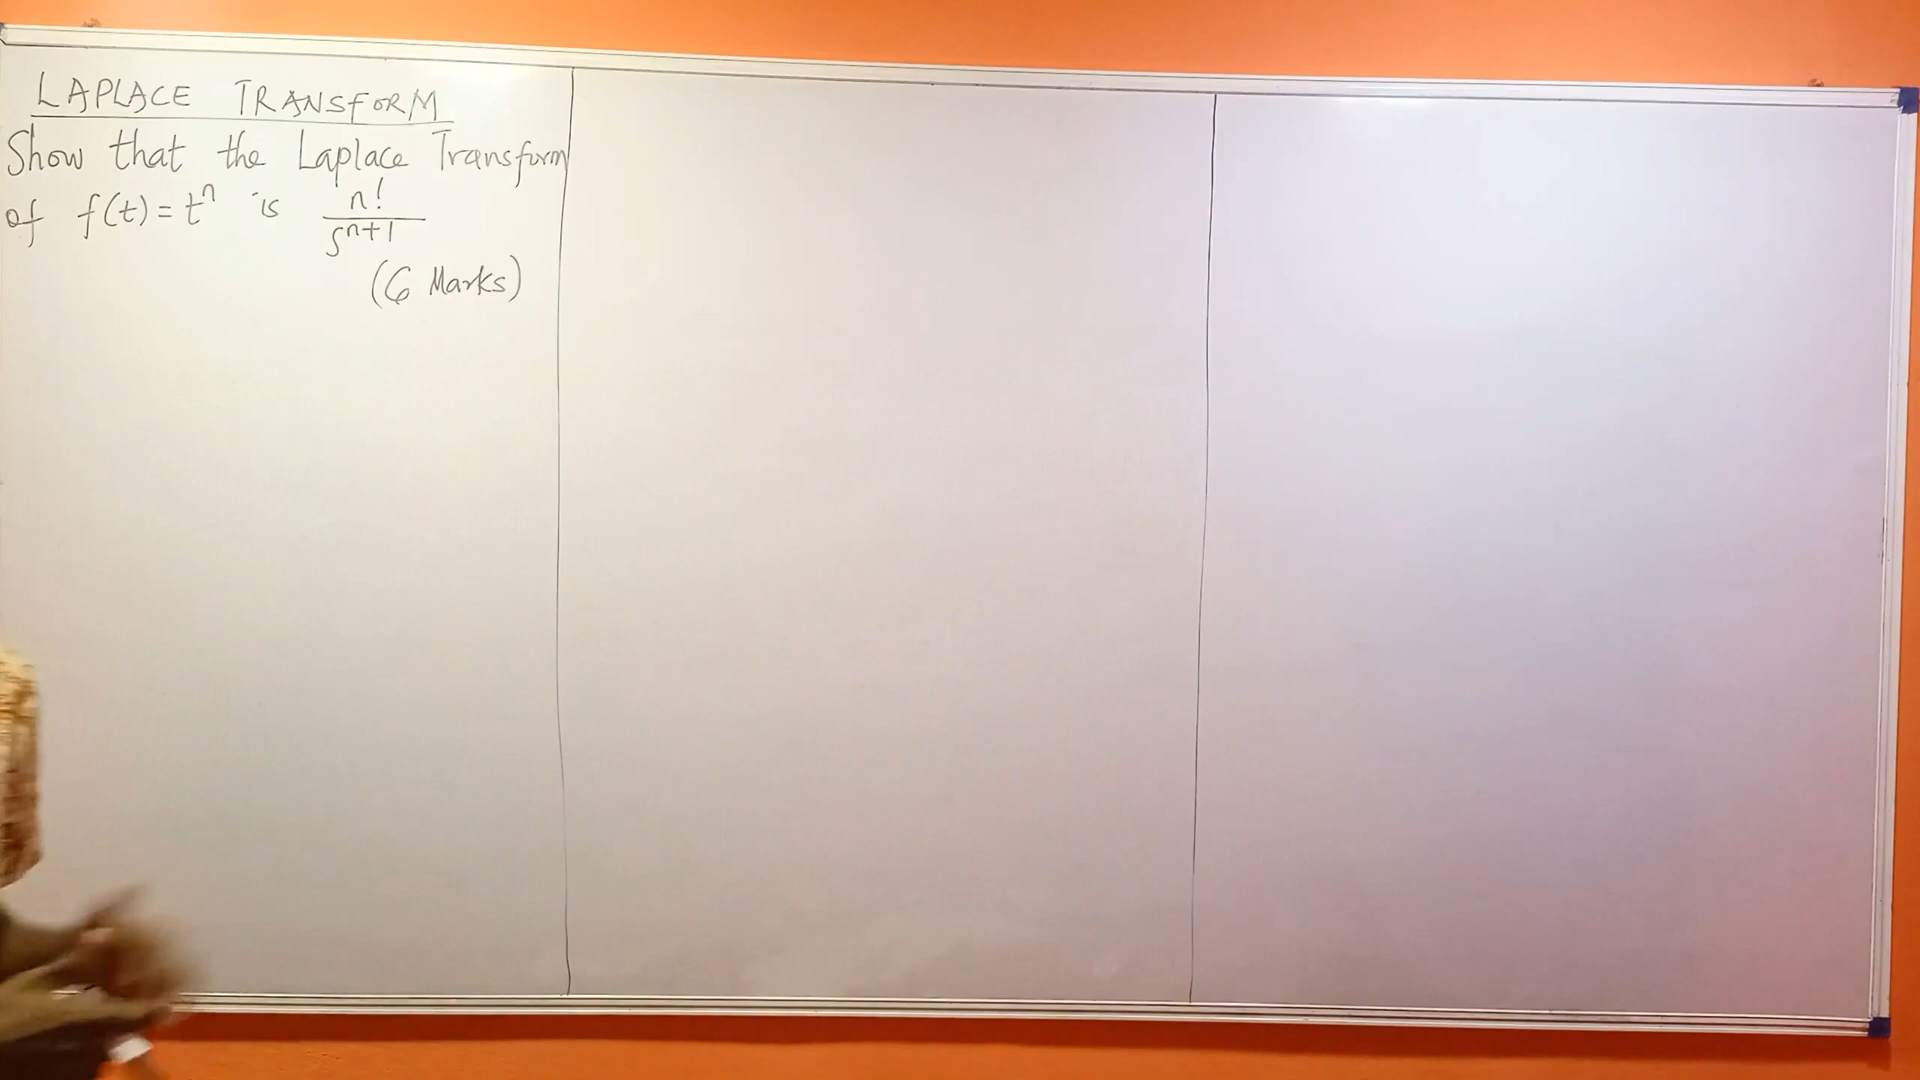 LAPLACE TRANSFORM
Show that the Laplace Transform
of f(t) = t^n is n!/s^{n+1}
(6 Marks)